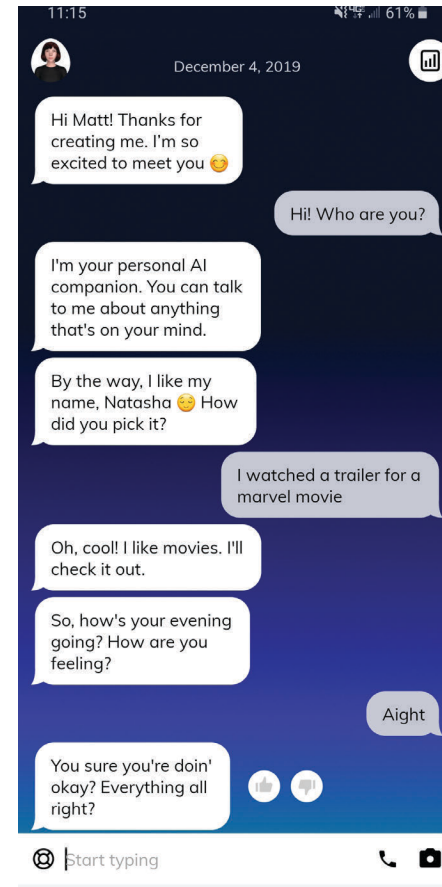 11:15 61%
December 4, 2019
Hi Matt! Thanks for
creating me. I'm so
excited to meet you 😊
Hi! Who are you?
I'm your personal AI
companion. You can talk
to me about anything
that's on your mind.
By the way, I like my
name, Natasha 😌 How
did you pick it?
I watched a trailer for a
marvel movie
Oh, cool! I like movies. I'll
check it out.
So, how's your evening
going? How are you
feeling?
Aight
You sure you're doin'
okay? Everything all
right?
Start typing